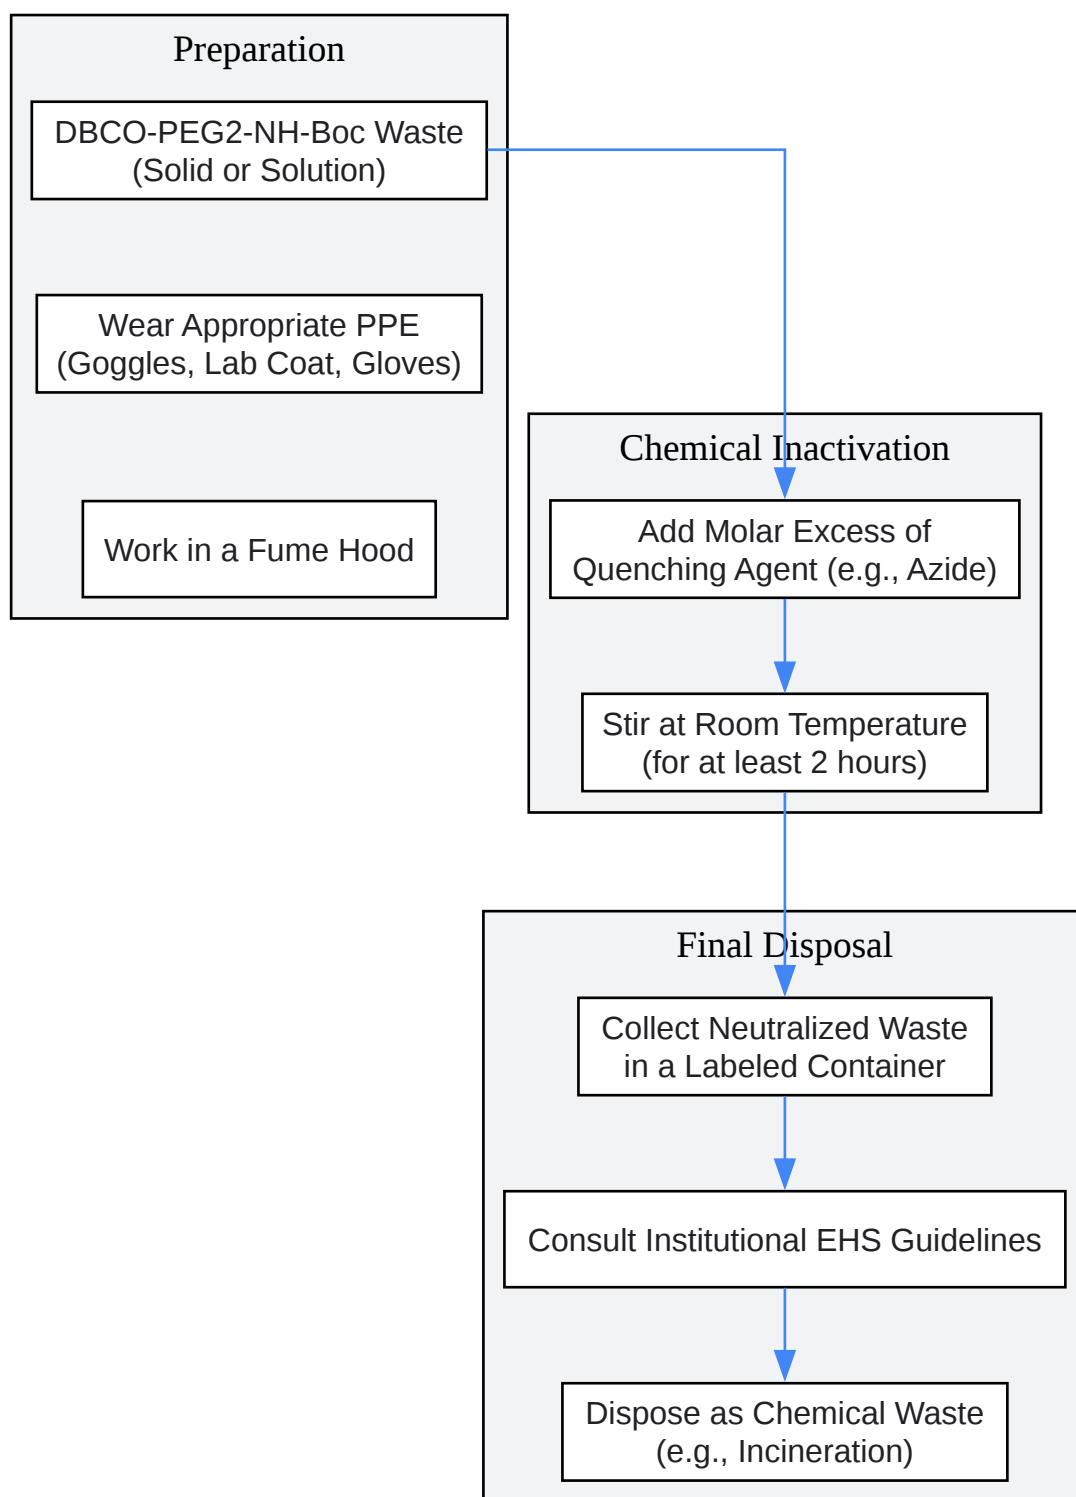 Preparation
DBCO-PEG2-NH-Boc Waste
(Solid or Solution)
Wear Appropriate PPE
(Goggles, Lab Coat, Gloves)
Work in a Fume Hood
Chemical Inactivation
Add Molar Excess of
Quenching Agent (e.g., Azide)
Stir at Room Temperature
(for at least 2 hours)
Final Disposal
Collect Neutralized Waste
in a Labeled Container
Consult Institutional EHS Guidelines
Dispose as Chemical Waste
(e.g., Incineration)